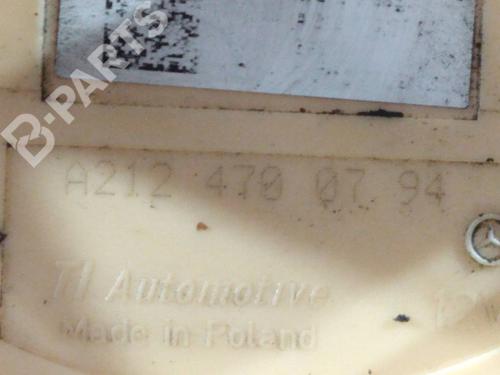 B-PARTS
A212 470 07 94
TI Automotive
Made in Poland